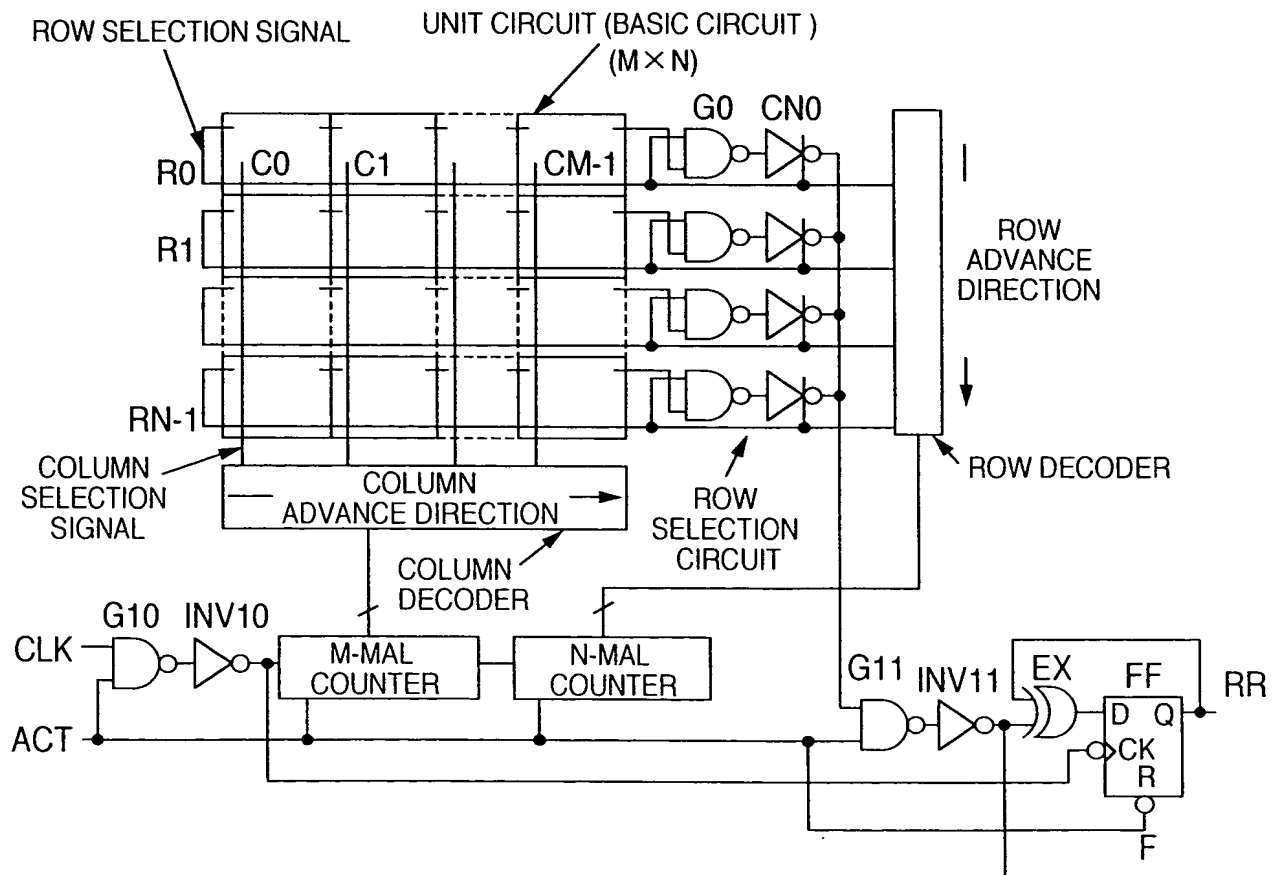 ROW SELECTION SIGNAL
UNIT CIRCUIT (BASIC CIRCUIT )
(M×N)
G0
CN0
R0
C0
C1
CM-1
R1
ROW
ADVANCE
DIRECTION
RN-1
COLUMN
SELECTION
SIGNAL
COLUMN
ADVANCE DIRECTION
ROW
SELECTION
CIRCUIT
ROW DECODER
COLUMN
DECODER
G10
INV10
CLK
M-MAL
COUNTER
N-MAL
COUNTER
G11
INV11
EX
FF
RR
D
Q
CK
R
ACT
F